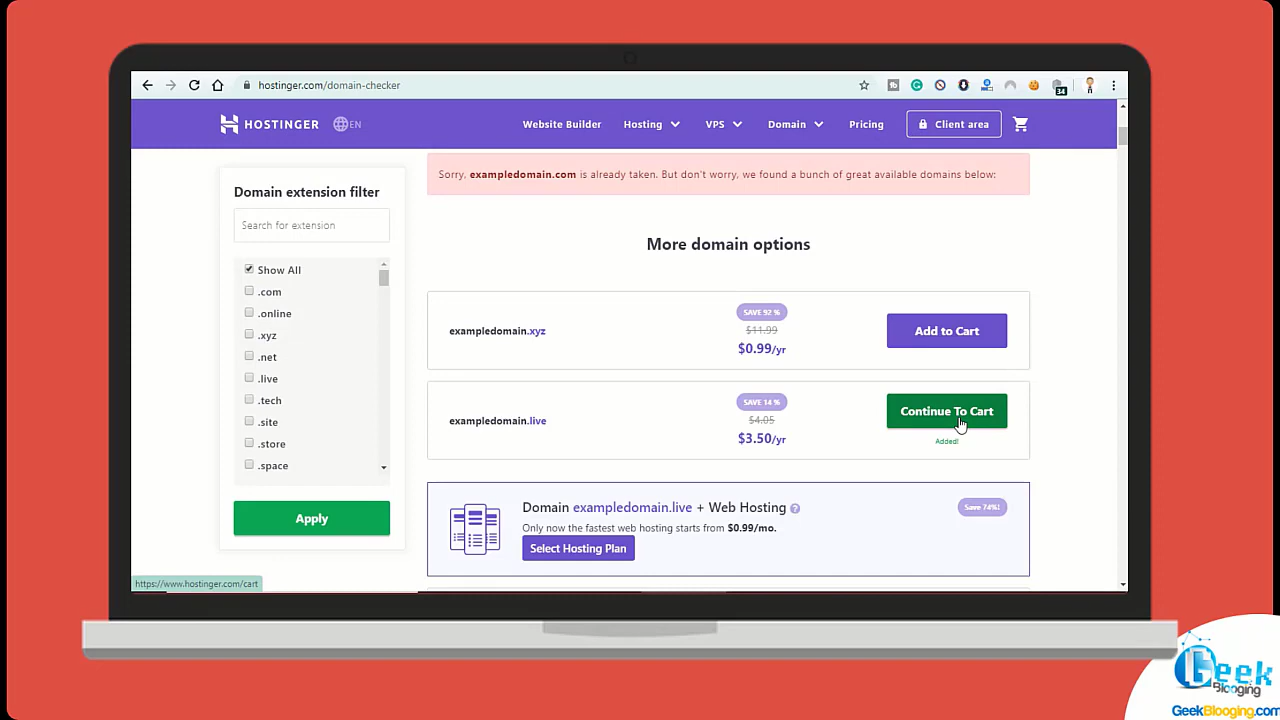 hostinger.com/domain-checker
34
HOSTINGER
EN
Website Builder
Hosting
VPS
Domain
Pricing
Client area
Domain extension filter
Search for extension
Show All
.com
.online
.xyz
.net
.live
.tech
.site
.store
.space
Apply
Sorry, exampledomain.com is already taken. But don't worry, we found a bunch of great available domains below:
More domain options
exampledomain.xyz
SAVE 92 %
$11.99
$0.99/yr
Add to Cart
exampledomain.live
SAVE 14 %
$4.05
$3.50/yr
Continue To Cart
Added!
Domain exampledomain.live + Web Hosting ?
Save 74%!
Only now the fastest web hosting starts from $0.99/mo.
Select Hosting Plan
https://www.hostinger.com/cart
Geek
Blooging
GeekBlooging.com